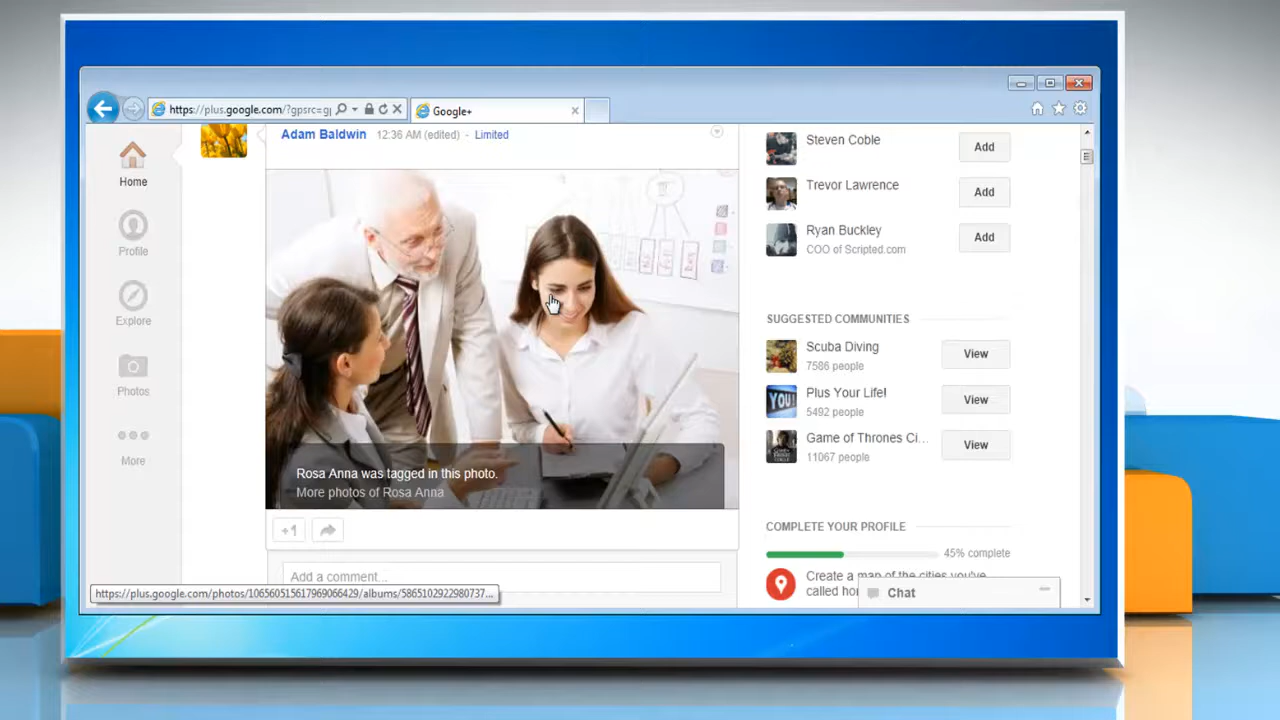 https://plus.google.com/?gpsrc=g
Google+
Home
Profile
Explore
Photos
More
Adam Baldwin 12:36 AM (edited) - Limited
Rosa Anna was tagged in this photo.
More photos of Rosa Anna
+1
Add a comment...
https://plus.google.com/photos/106560515617969066429/albums/5865102922980737...
Steven Coble
Add
Trevor Lawrence
Add
Ryan Buckley
COO of Scripted.com
Add
SUGGESTED COMMUNITIES
Scuba Diving
7586 people
View
Plus Your Life!
5492 people
View
Game of Thrones Ci...
11067 people
View
COMPLETE YOUR PROFILE
45% complete
Create a map of the cities you've
called
Chat
YOU!